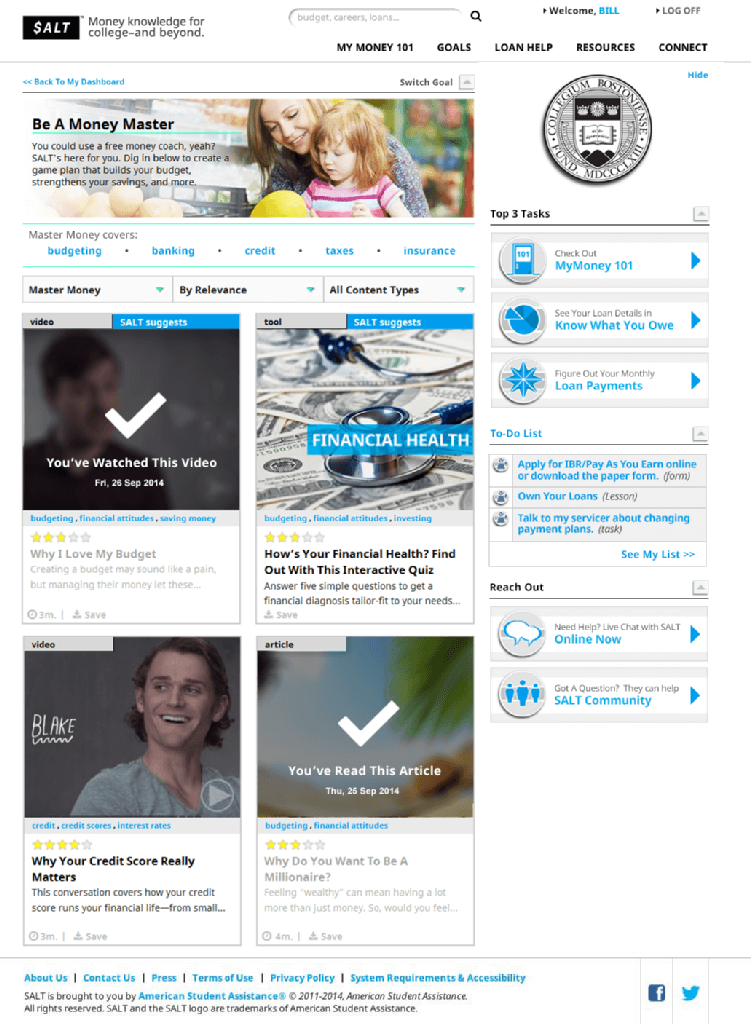 $ALT™
Money knowledge for
college–and beyond.
budget, careers, loans...
Welcome, BILL
LOG OFF
MY MONEY 101 GOALS LOAN HELP RESOURCES CONNECT
<< Back To My Dashboard
Switch Goal
Be A Money Master
You could use a free money coach, yeah?
SALT's here for you. Dig in below to create a
game plan that builds your budget,
strengthens your savings, and more.
Master Money covers:
budgeting • banking • credit • taxes • insurance
Master Money
By Relevance
All Content Types
video SALT suggests
You've Watched This Video
Fri, 26 Sep 2014
budgeting , financial attitudes , saving money
Why I Love My Budget
Creating a budget may sound like a pain,
but managing their money let these...
3m. | Save
tool SALT suggests
FINANCIAL HEALTH
budgeting , financial attitudes , investing
How's Your Financial Health? Find
Out With This Interactive Quiz
Answer five simple questions to get a
financial diagnosis tailor-fit to your needs...
Save
video
BLAKE
credit , credit scores , interest rates
Why Your Credit Score Really
Matters
This conversation covers how your credit
score runs your financial life—from small...
3m. | Save
article
You've Read This Article
Thu, 25 Sep 2014
budgeting , financial attitudes
Why Do You Want To Be A
Millionaire?
Feeling "wealthy" can mean having a lot
more than just money. So, would you feel...
4m. | Save
Hide
COLLEGIUM BOSTONIENSE
FUND. MDCCCLXIII
Top 3 Tasks
101
Check Out
MyMoney 101
See Your Loan Details in
Know What You Owe
Figure Out Your Monthly
Loan Payments
To-Do List
Apply for IBR/Pay As You Earn online
or download the paper form. (form)
Own Your Loans (Lesson)
Talk to my servicer about changing
payment plans. (task)
See My List >>
Reach Out
Need Help? Live Chat with SALT
Online Now
Got A Question? They can help
SALT Community
About Us | Contact Us | Press | Terms of Use | Privacy Policy | System Requirements & Accessibility
SALT is brought to you by American Student Assistance® © 2011-2014, American Student Assistance.
All rights reserved. SALT and the SALT logo are trademarks of American Student Assistance.